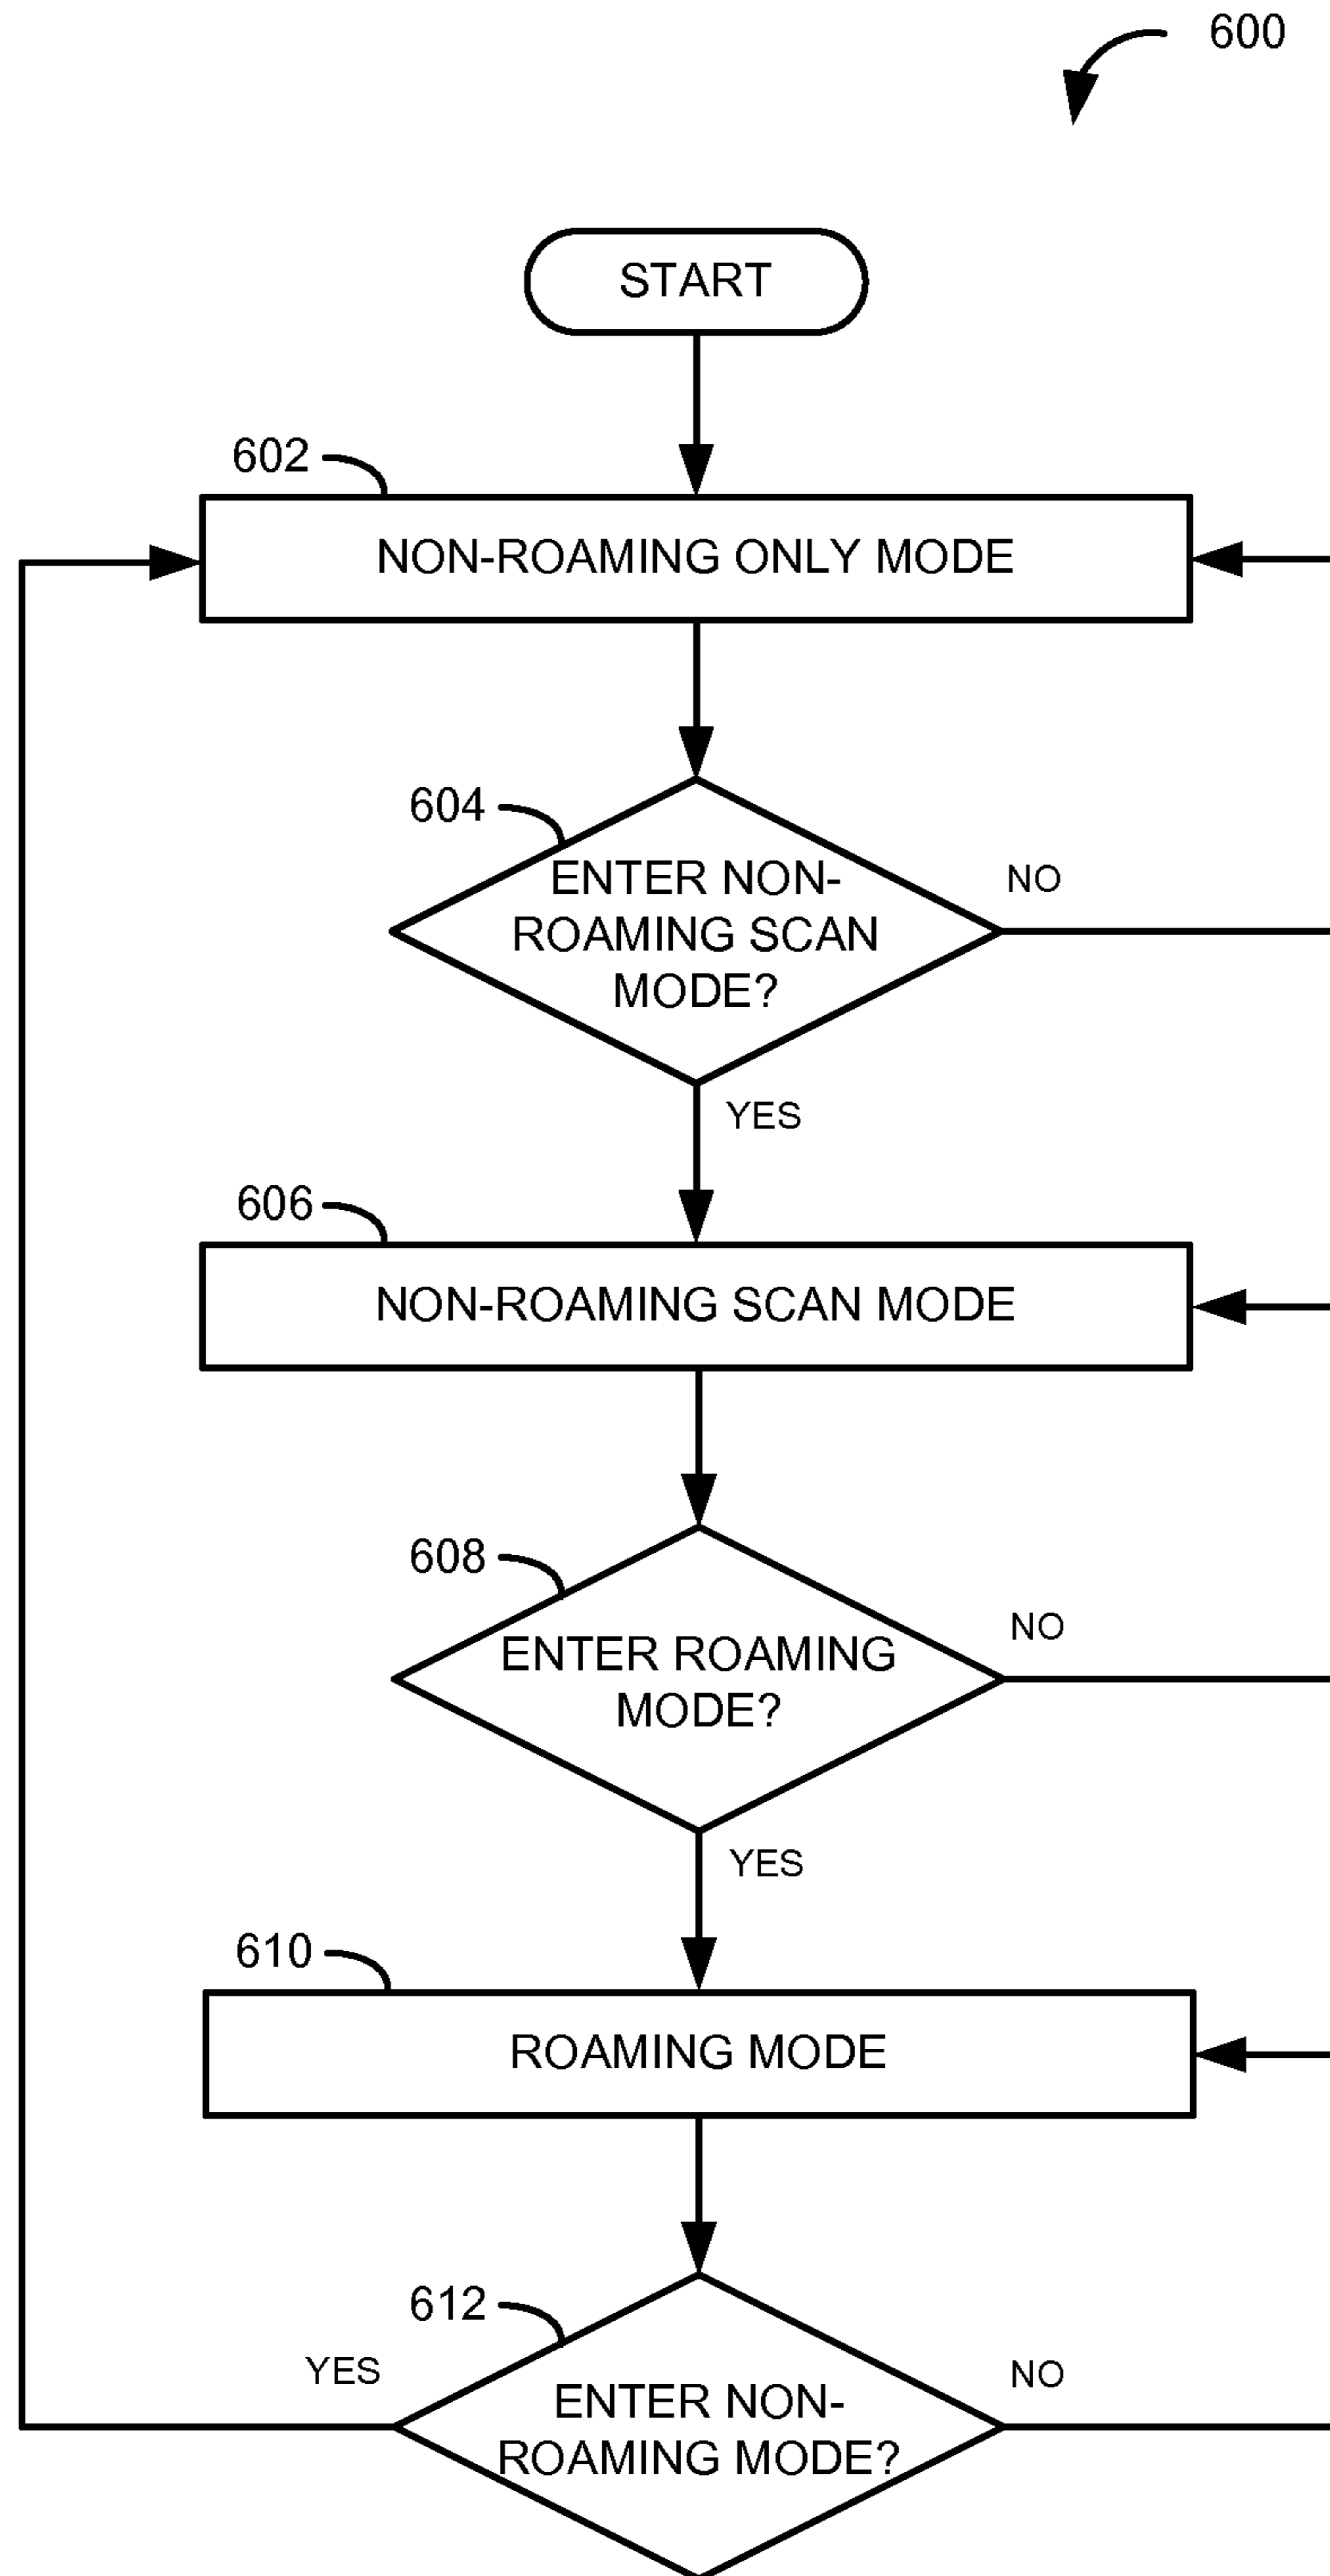 600
START
602
NON-ROAMING ONLY MODE
604
ENTER NON-
ROAMING SCAN
MODE?
NO
YES
606
NON-ROAMING SCAN MODE
608
ENTER ROAMING
MODE?
NO
YES
610
ROAMING MODE
612
YES
ENTER NON-
ROAMING MODE?
NO